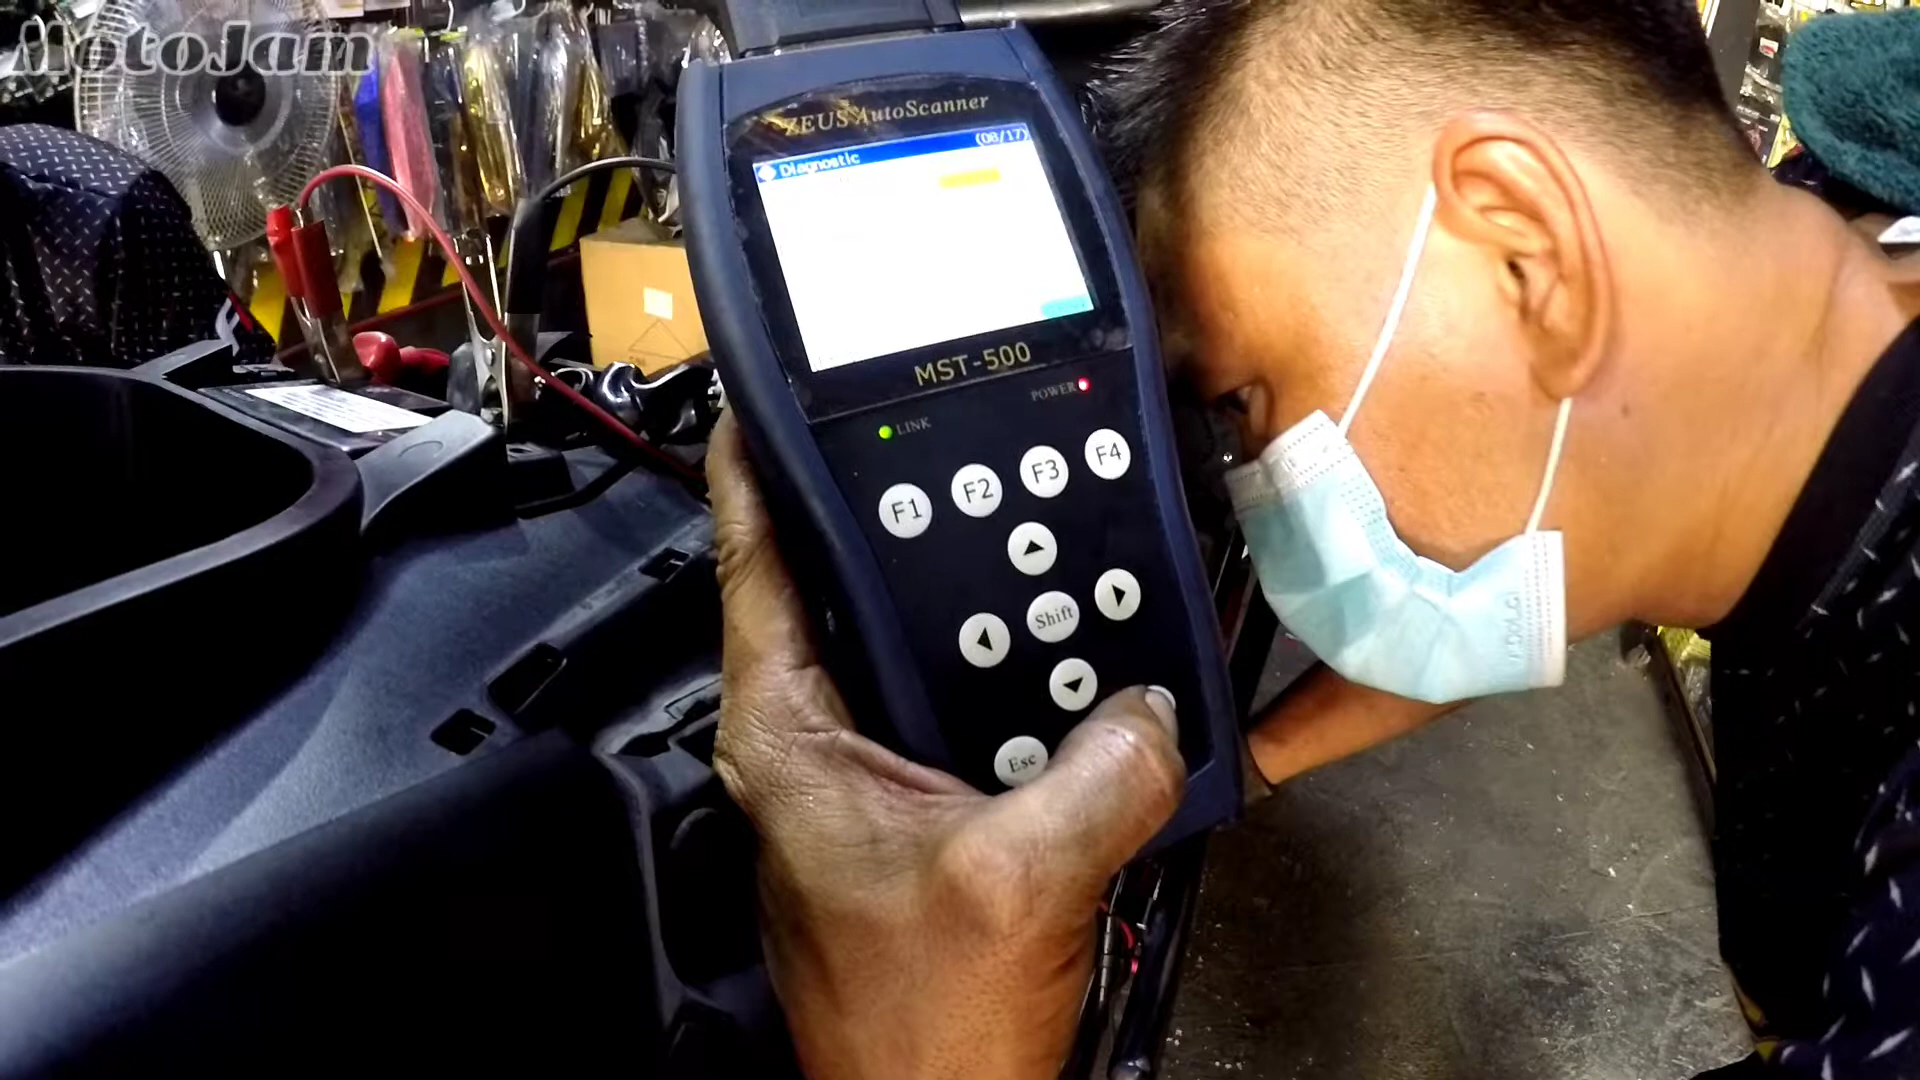 MotoJam
ZEUS AutoScanner
Diagnostic (08/17)
MST-500
POWER
LINK
F1 F2 F3 F4
Shift
Esc